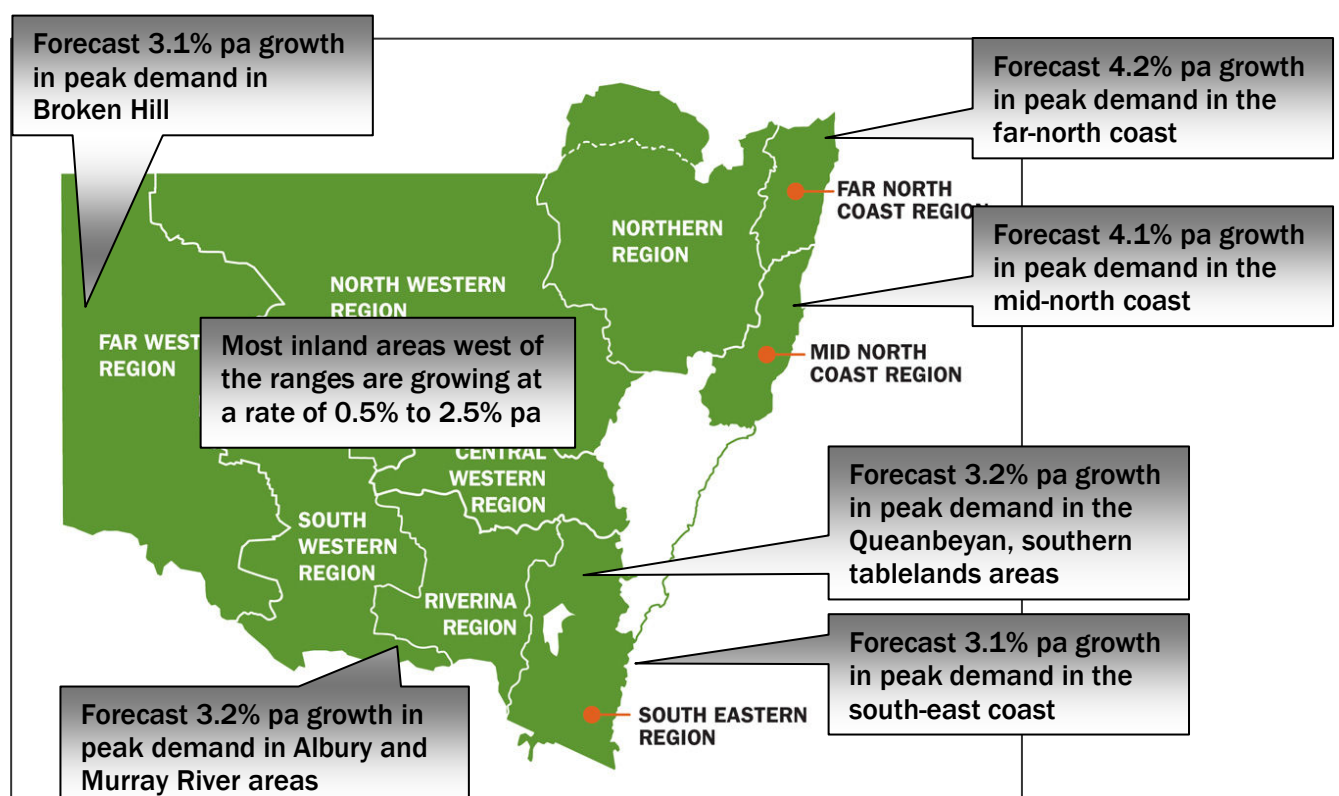 Forecast 3.1% pa growth
in peak demand in
Broken Hill
Forecast 4.2% pa growth
in peak demand in the
far-north coast
FAR NORTH
COAST REGION
NORTHERN
REGION
Forecast 4.1% pa growth
in peak demand in the
mid-north coast
NORTH WESTERN
REGION
FAR WEST
REGION
Most inland areas west of
the ranges are growing at
a rate of 0.5% to 2.5% pa
MID NORTH
COAST REGION
CENTRAL
WESTERN
REGION
Forecast 3.2% pa growth
in peak demand in the
Queanbeyan, southern
tablelands areas
SOUTH
WESTERN
REGION
RIVERINA
REGION
Forecast 3.1% pa growth
in peak demand in the
south-east coast
SOUTH EASTERN
REGION
Forecast 3.2% pa growth in
peak demand in Albury and
Murray River areas